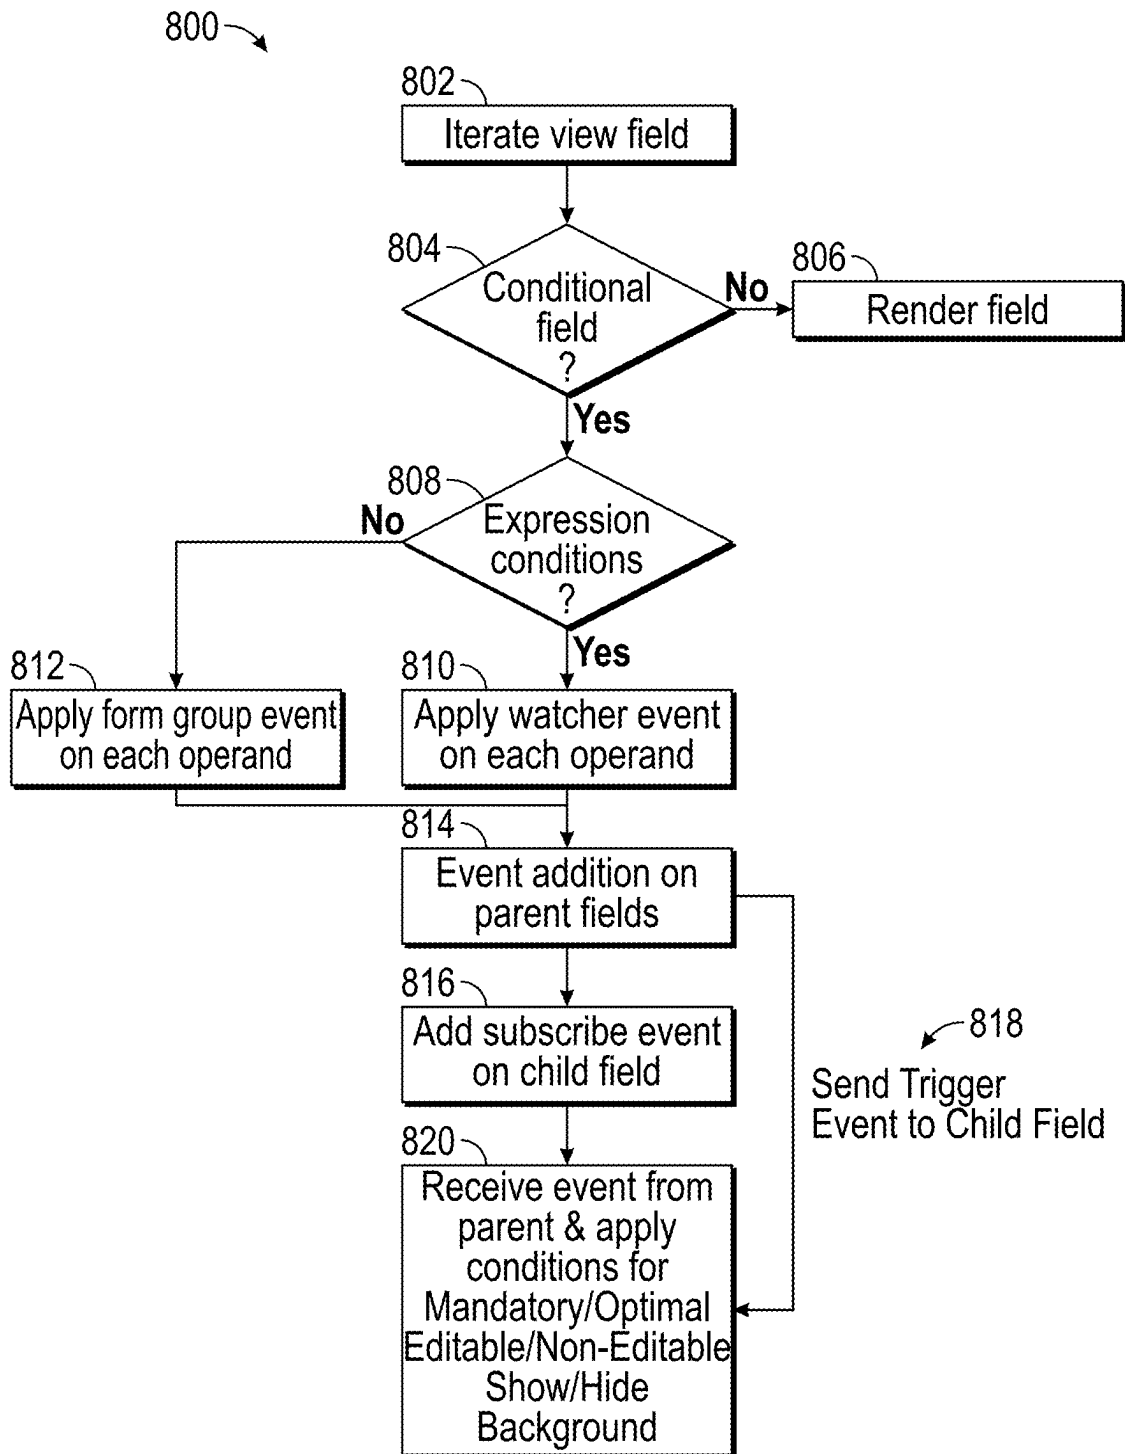 800
802
Iterate view field
804
Conditional
field
?
No
806
Render field
Yes
808
Expression
conditions
?
No
Yes
812
Apply form group event
on each operand
810
Apply watcher event
on each operand
814
Event addition on
parent fields
816
Add subscribe event
on child field
818
Send Trigger
Event to Child Field
820
Receive event from
parent & apply
conditions for
Mandatory/Optimal
Editable/Non-Editable
Show/Hide
Background